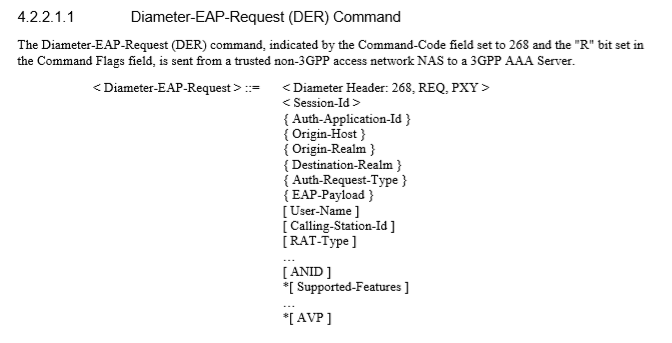 4.2.2.1.1 Diameter-EAP-Request (DER) Command
The Diameter-EAP-Request (DER) command, indicated by the Command-Code field set to 268 and the "R" bit set in
the Command Flags field, is sent from a trusted non-3GPP access network NAS to a 3GPP AAA Server.
< Diameter-EAP-Request > ::= < Diameter Header: 268, REQ, PXY >
< Session-Id >
{ Auth-Application-Id }
{ Origin-Host }
{ Origin-Realm }
{ Destination-Realm }
{ Auth-Request-Type }
{ EAP-Payload }
[ User-Name ]
[ Calling-Station-Id ]
[ RAT-Type ]
…
[ ANID ]
*[ Supported-Features ]
…
*[ AVP ]